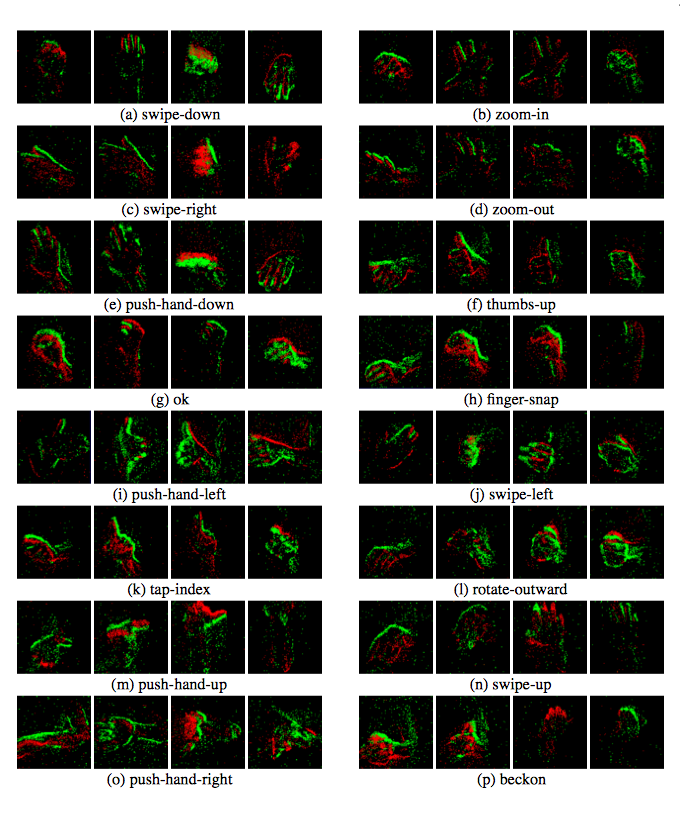 (a) swipe-down
(b) zoom-in
(c) swipe-right
(d) zoom-out
(e) push-hand-down
(f) thumbs-up
(g) ok
(h) finger-snap
(i) push-hand-left
(j) swipe-left
(k) tap-index
(l) rotate-outward
(m) push-hand-up
(n) swipe-up
(o) push-hand-right
(p) beckon